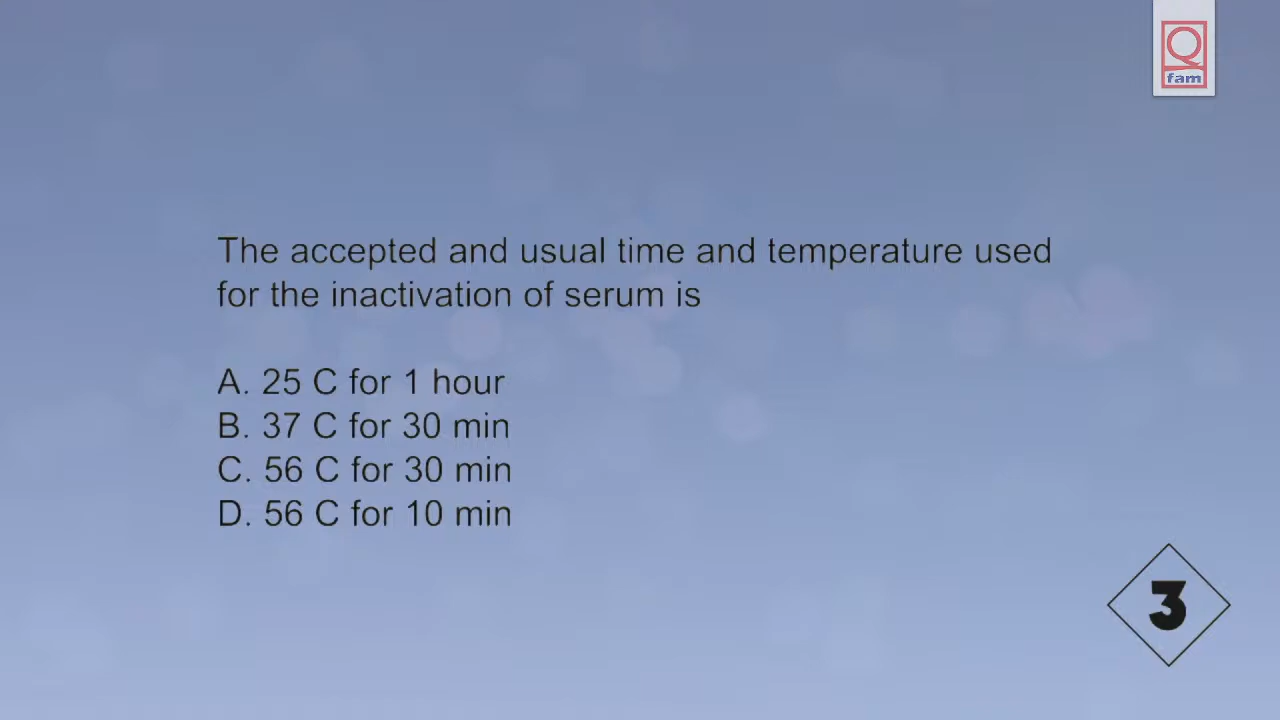 Q
fam
The accepted and usual time and temperature used
for the inactivation of serum is
A. 25 C for 1 hour
B. 37 C for 30 min
C. 56 C for 30 min
D. 56 C for 10 min
3